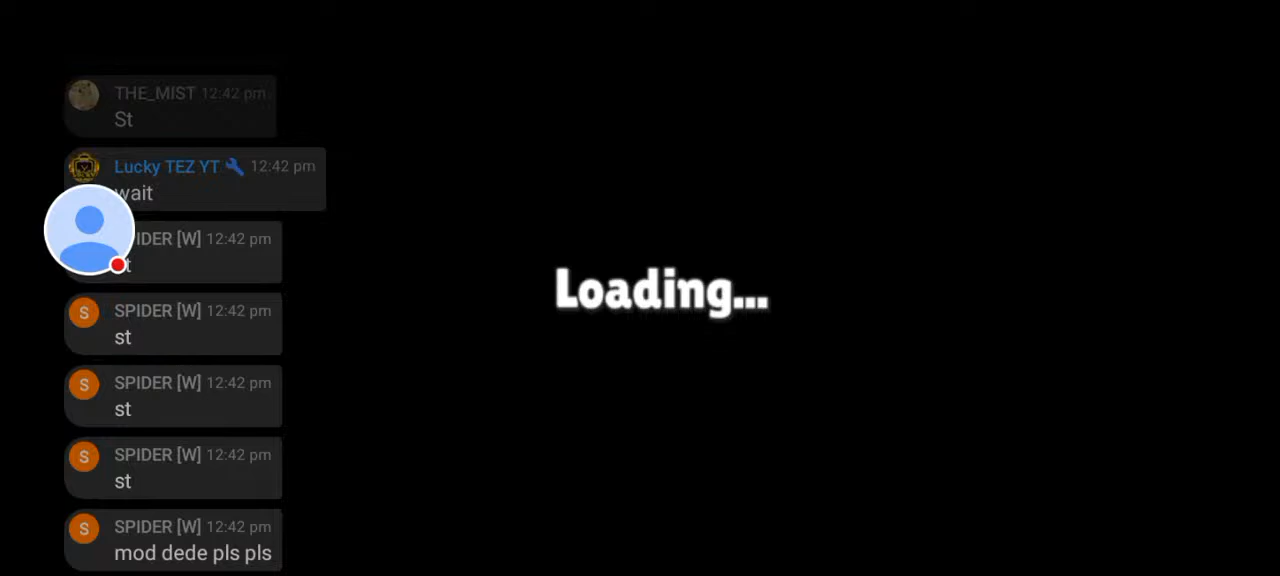 THE_MIST 12:42 pm
St
Lucky TEZ YT 12:42 pm
wait
IDER [W] 12:42 pm
t
S
SPIDER [W] 12:42 pm
st
S
SPIDER [W] 12:42 pm
st
S
SPIDER [W] 12:42 pm
st
S
SPIDER [W] 12:42 pm
mod dede pls pls
Loading...